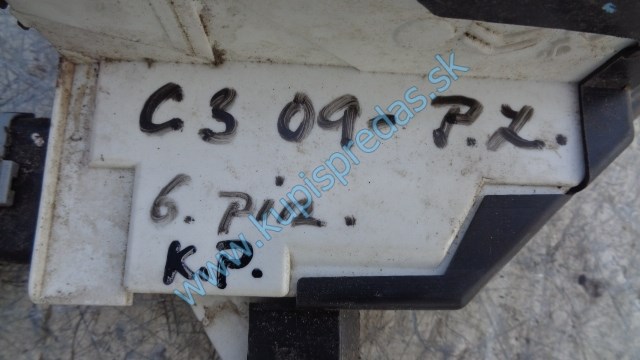 C3 09- P.Z.
6. Pin.
K.P.
www.kupispredas.sk